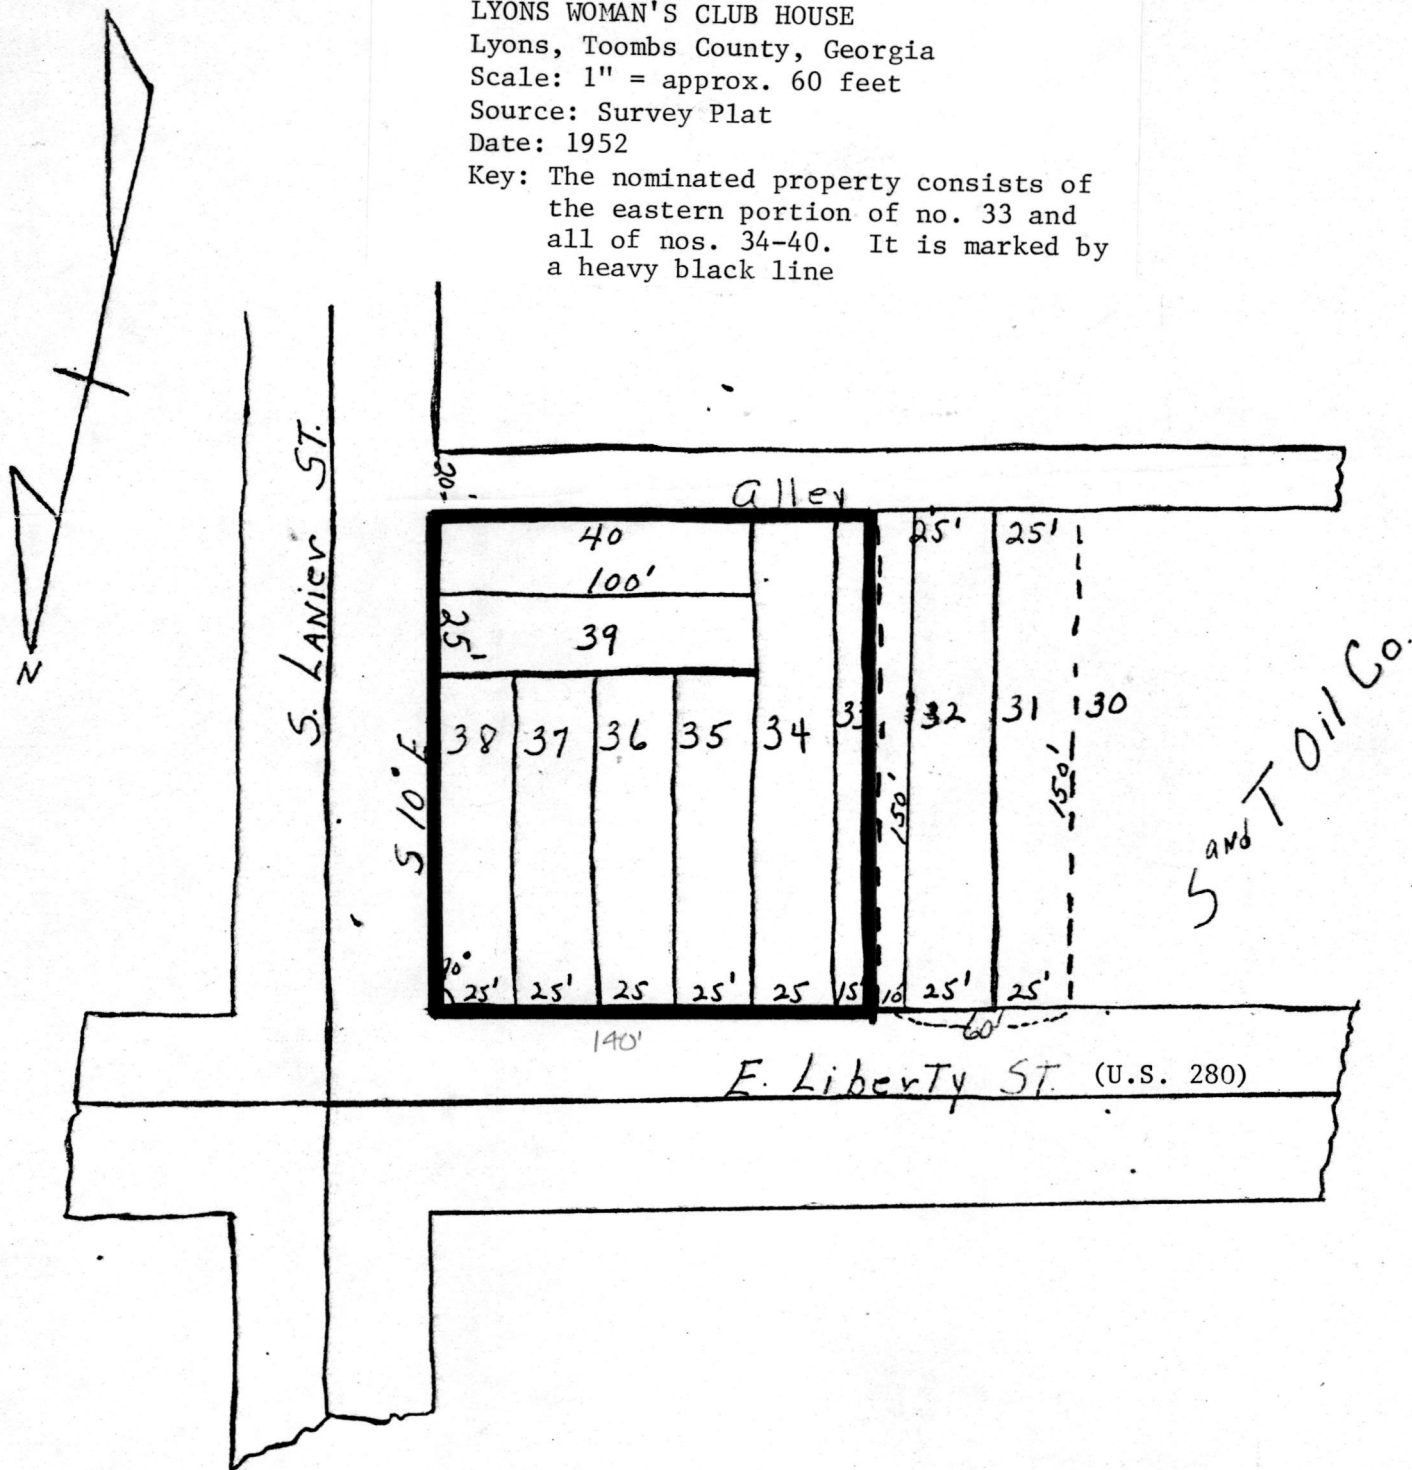 LYONS WOMAN'S CLUB HOUSE
Lyons, Toombs County, Georgia
Scale: 1" = approx. 60 feet
Source: Survey Plat
Date: 1952
Key: The nominated property consists of
the eastern portion of no. 33 and
all of nos. 34-40. It is marked by
a heavy black line
N
S. LANIER ST.
20'
alley
40
100'
25'
39
25' 25'
38 37 36 35 34 33 32 31 30
S 10° E
150'
150'
S and T Oil Co.
90°
25' 25' 25 25' 25 15' 10 25' 25'
60'
140'
E. Liberty ST. (U.S. 280)